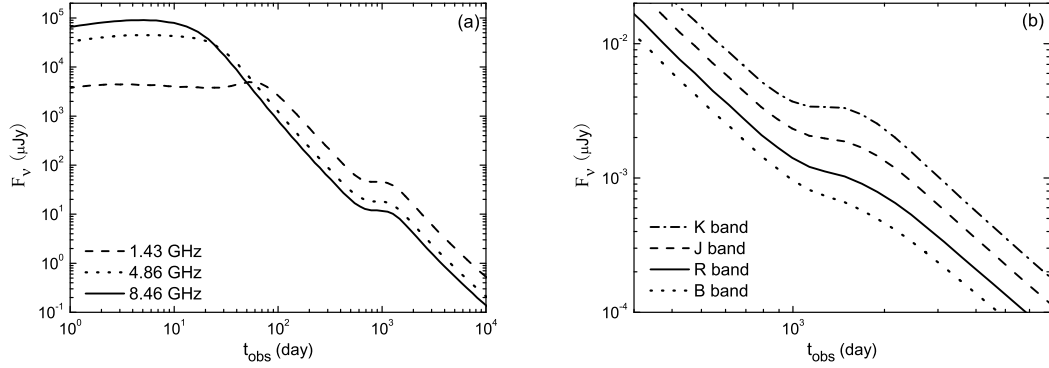 (a)
10^5
10^4
10^3
10^2
10^1
10^0
10^-1
F_ν (μJy)
1.43 GHz
4.86 GHz
8.46 GHz
10^0 10^1 10^2 10^3 10^4
t_obs (day)
(b)
10^-2
10^-3
10^-4
F_ν (μJy)
K band
J band
R band
B band
10^3
t_obs (day)